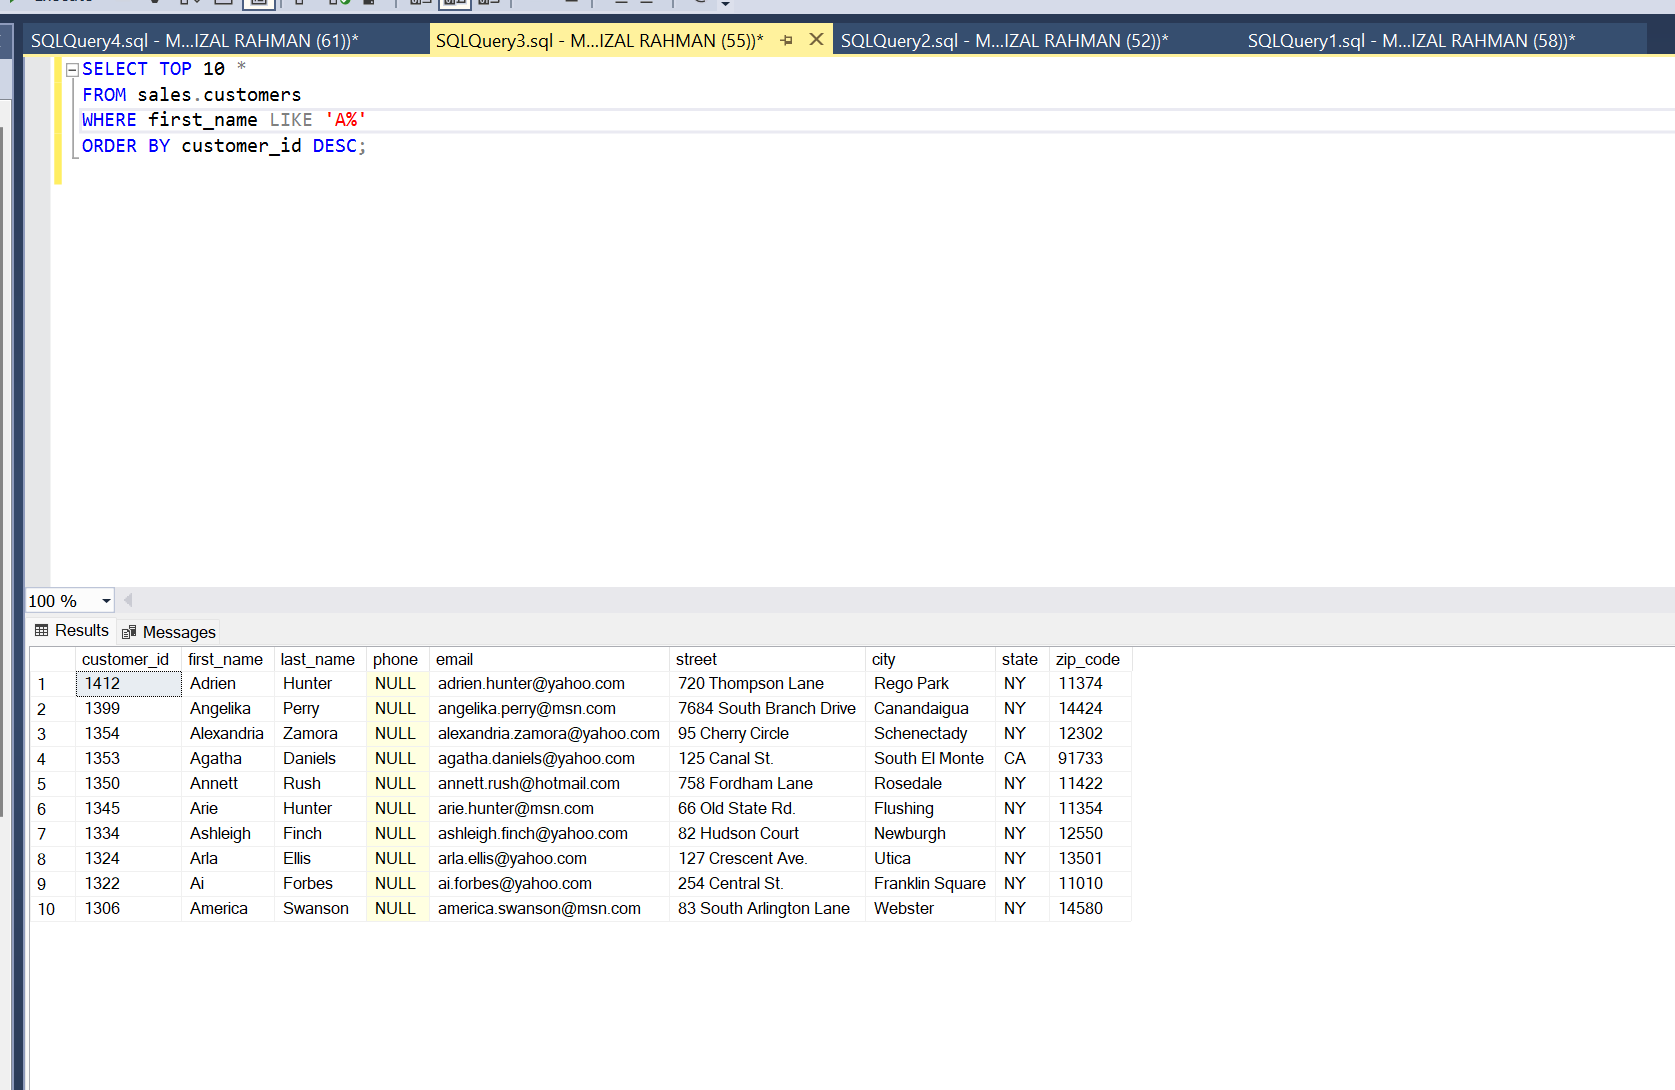 SQLQuery4.sql - M...IZAL RAHMAN (61))* SQLQuery3.sql - M...IZAL RAHMAN (55))* SQLQuery2.sql - M...IZAL RAHMAN (52))* SQLQuery1.sql - M...IZAL RAHMAN (58))*
SELECT TOP 10 *
FROM sales.customers
WHERE first_name LIKE 'A%'
ORDER BY customer_id DESC;
100 %
Results Messages
customer_id first_name last_name phone email street city state zip_code
1 1412 Adrien Hunter NULL adrien.hunter@yahoo.com 720 Thompson Lane Rego Park NY 11374
2 1399 Angelika Perry NULL angelika.perry@msn.com 7684 South Branch Drive Canandaigua NY 14424
3 1354 Alexandria Zamora NULL alexandria.zamora@yahoo.com 95 Cherry Circle Schenectady NY 12302
4 1353 Agatha Daniels NULL agatha.daniels@yahoo.com 125 Canal St. South El Monte CA 91733
5 1350 Annett Rush NULL annett.rush@hotmail.com 758 Fordham Lane Rosedale NY 11422
6 1345 Arie Hunter NULL arie.hunter@msn.com 66 Old State Rd. Flushing NY 11354
7 1334 Ashleigh Finch NULL ashleigh.finch@yahoo.com 82 Hudson Court Newburgh NY 12550
8 1324 Arla Ellis NULL arla.ellis@yahoo.com 127 Crescent Ave. Utica NY 13501
9 1322 Ai Forbes NULL ai.forbes@yahoo.com 254 Central St. Franklin Square NY 11010
10 1306 America Swanson NULL america.swanson@msn.com 83 South Arlington Lane Webster NY 14580